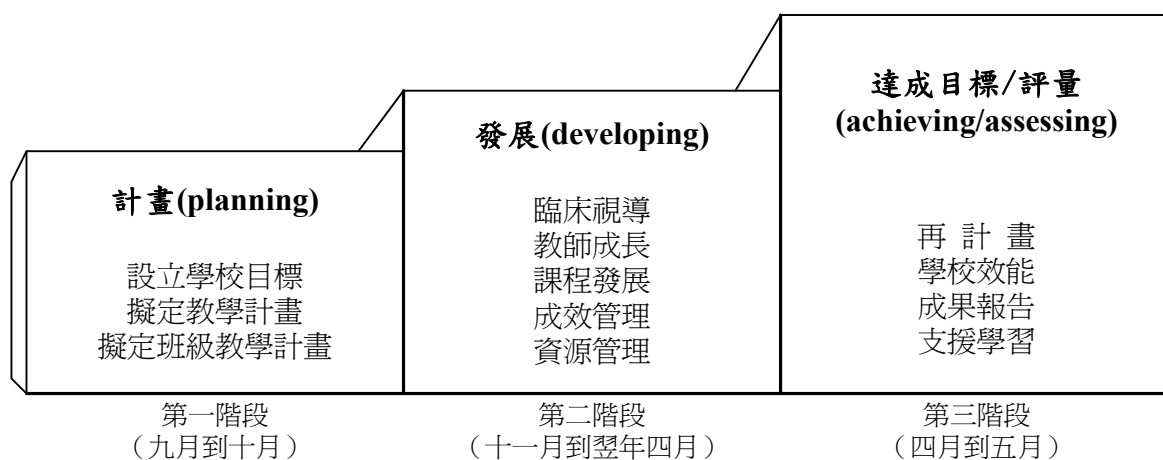 計畫(planning)
設立學校目標
擬定教學計畫
擬定班級教學計畫
第一階段
（九月到十月）
發展(developing)
臨床視導
教師成長
課程發展
成效管理
資源管理
第二階段
（十一月到翌年四月）
達成目標/評量
(achieving/assessing)
再 計 畫
學校效能
成果報告
支援學習
第三階段
（四月到五月）